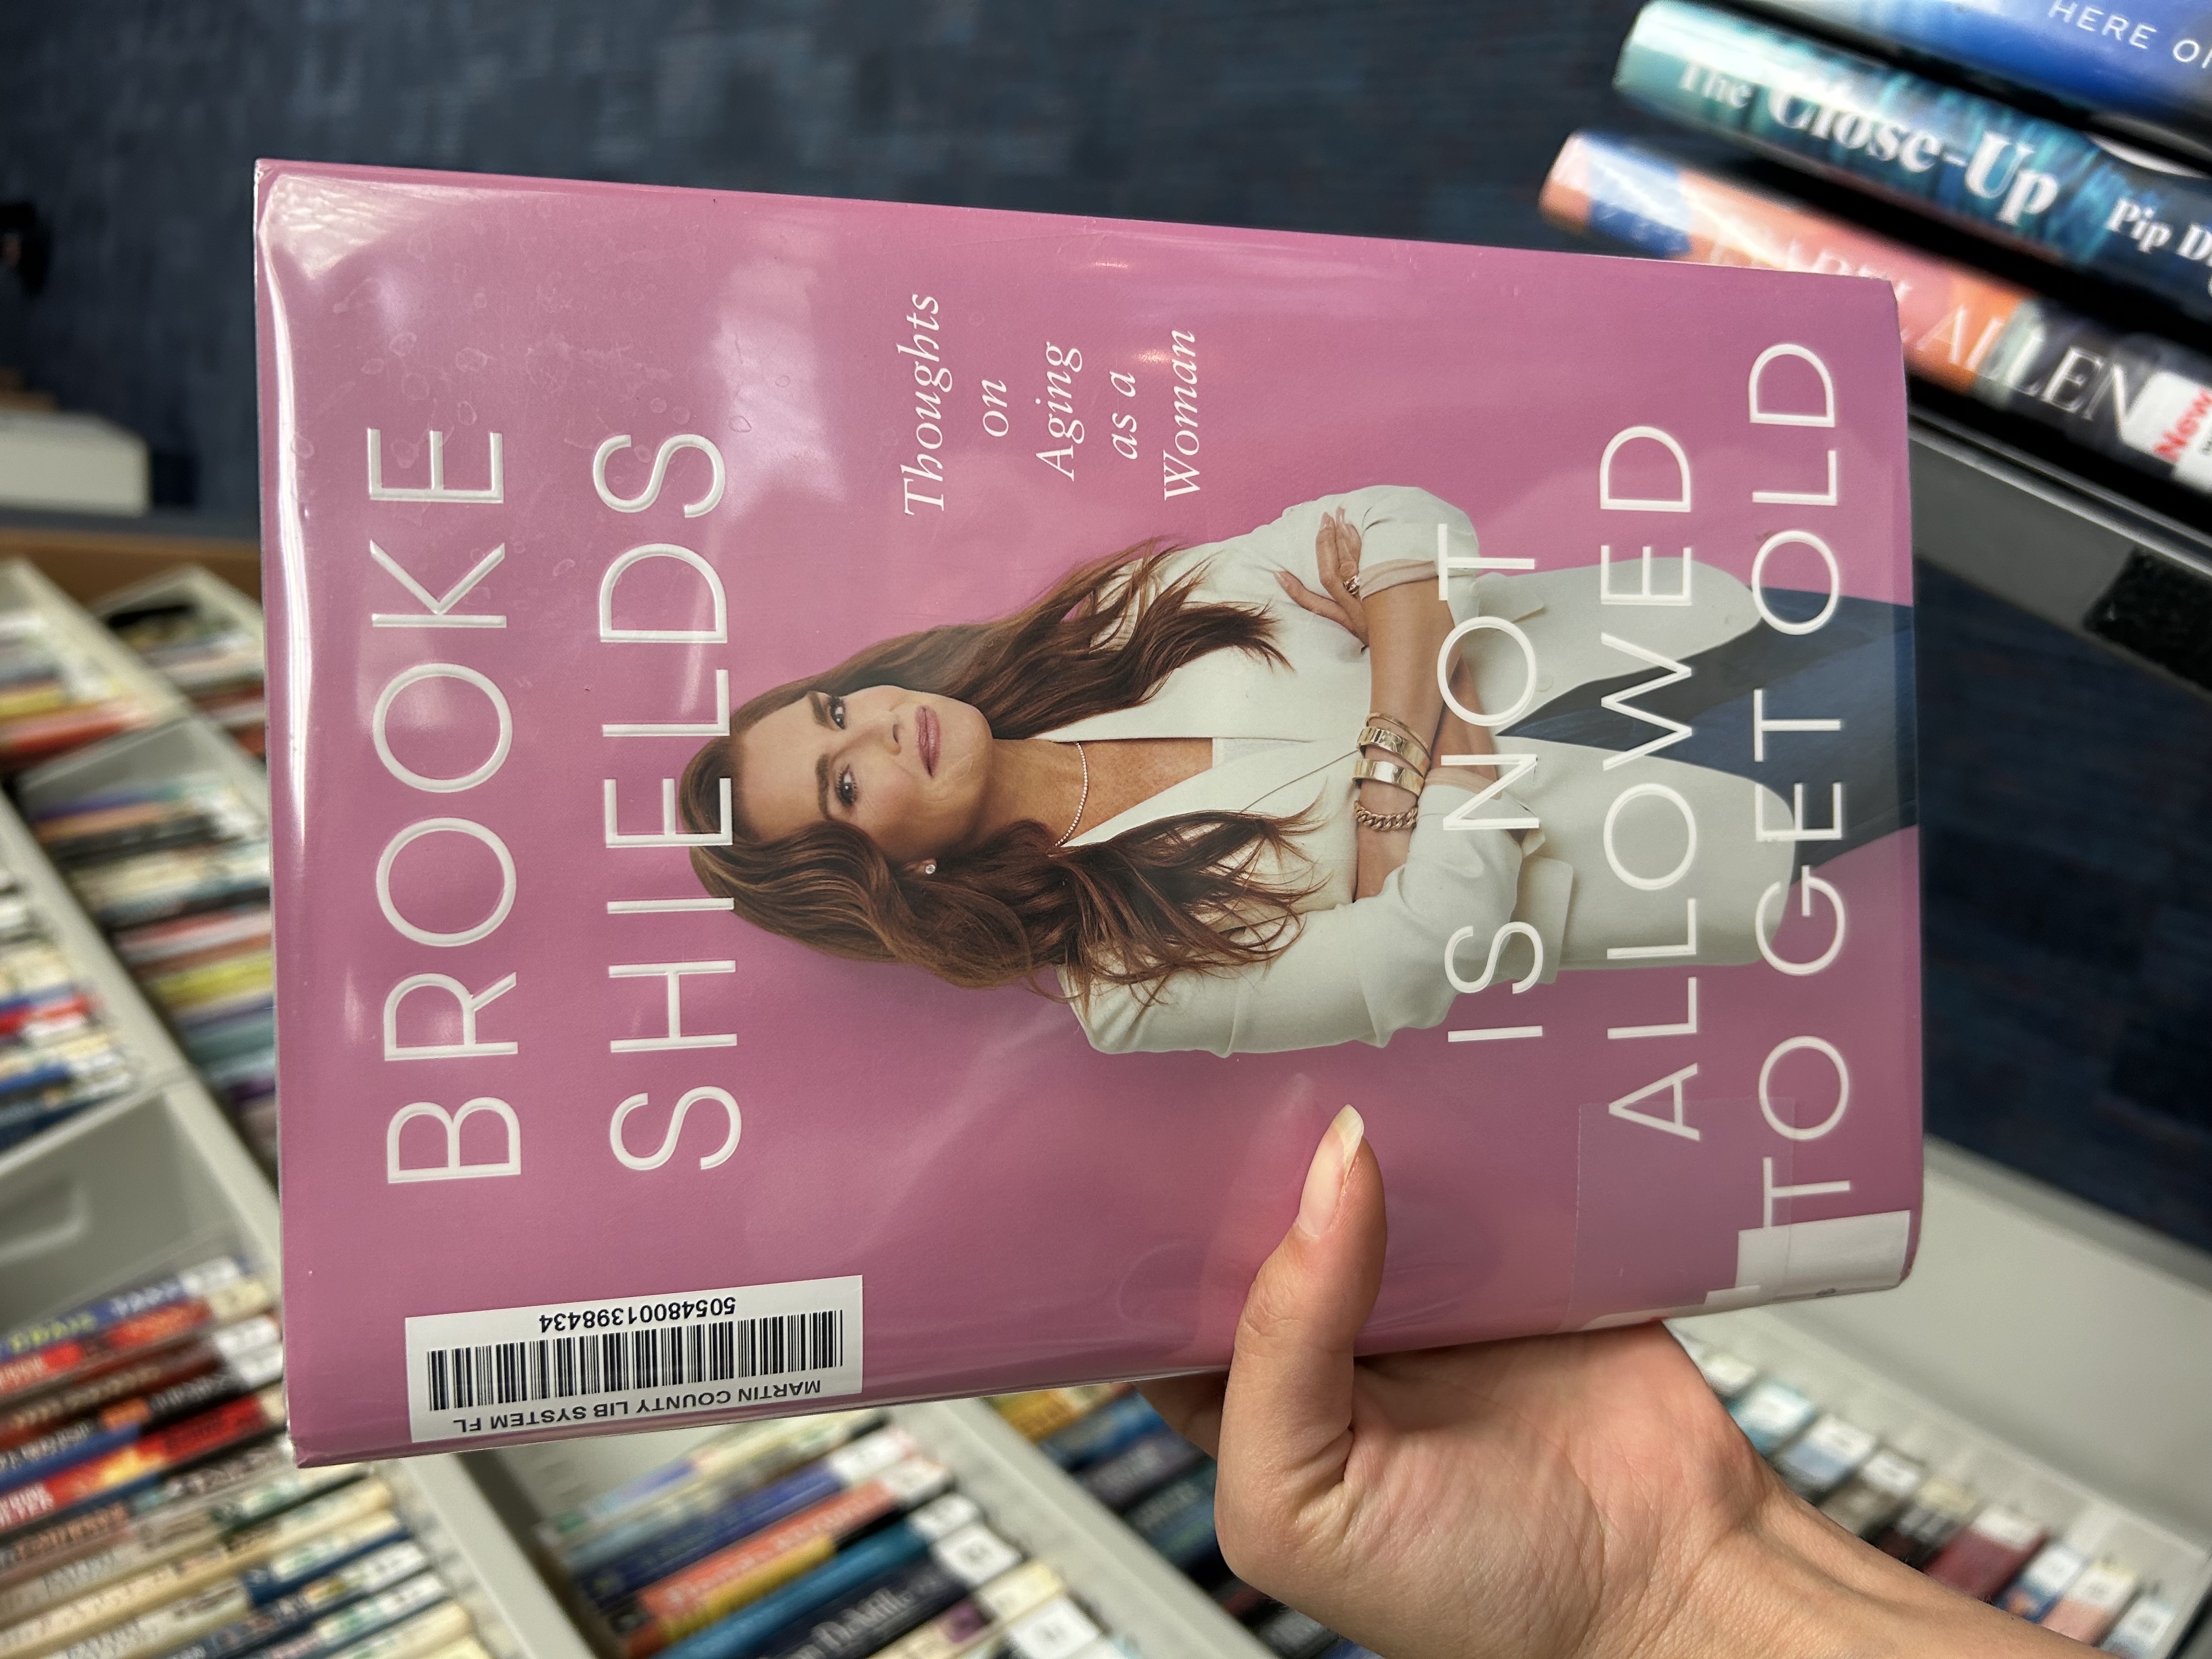 BROOKE
SHIELDS
Thoughts
on
Aging
as a
Woman
IS NOT
ALLOWED
TO GET OLD
MARTIN COUNTY LIB SYSTEM FL
50548001398434
HERE
The Close-Up
Pip
ALLEN
New